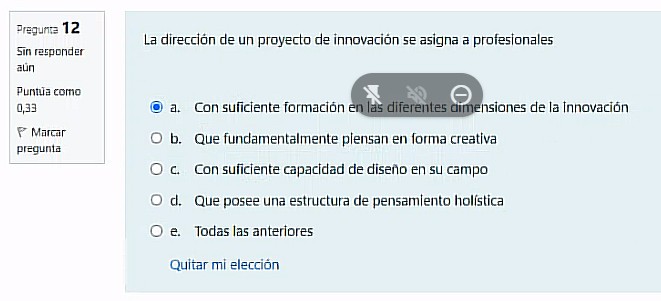 Pregunta 12
Sin responder
aún
Puntúa como
0,33
Marcar
pregunta
La dirección de un proyecto de innovación se asigna a profesionales
a. Con suficiente formación en las diferentes dimensiones de la innovación
b. Que fundamentalmente piensan en forma creativa
c. Con suficiente capacidad de diseño en su campo
d. Que posee una estructura de pensamiento holística
e. Todas las anteriores
Quitar mi elección